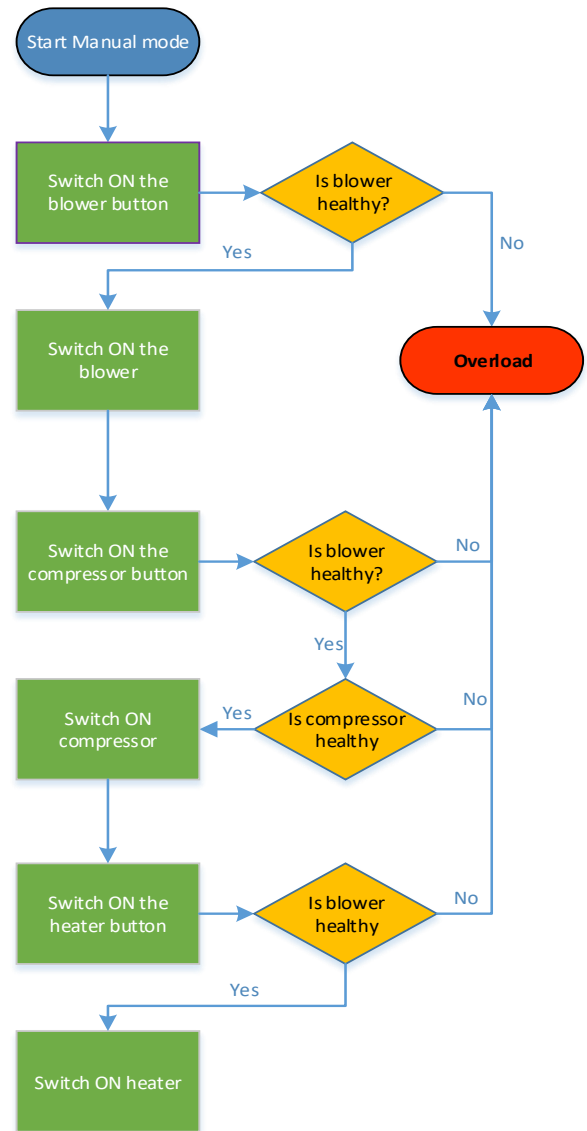 Start Manual mode
Switch ON the
blower button
Is blower
healthy?
Yes
No
Switch ON the
blower
Overload
Switch ON the
compressor button
Is blower
healthy?
No
Yes
Switch ON
compressor
Yes
Is compressor
healthy
No
Switch ON the
heater button
Is blower
healthy
No
Yes
Switch ON heater